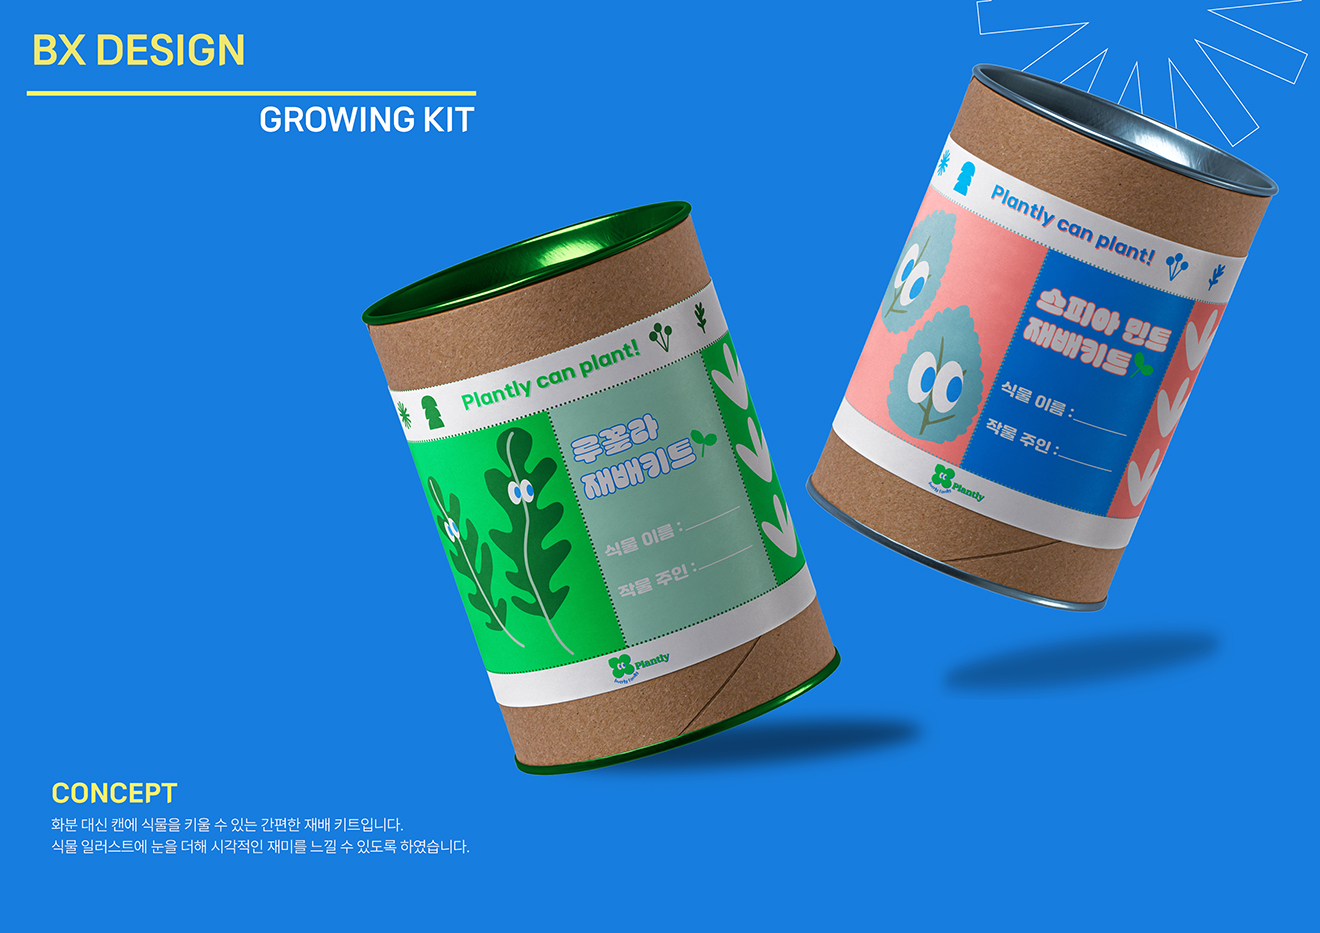 BX DESIGN
GROWING KIT
Plantly can plant!
루꼴라
재배키트
식물 이름 :
작물 주인 :
Plantly
Plantly can plant!
스피아 민트
재배키트
식물 이름 :
작물 주인 :
Plantly
CONCEPT
화분 대신 캔에 식물을 키울 수 있는 간편한 재배 키트입니다.
식물 일러스트에 눈을 더해 시각적인 재미를 느낄 수 있도록 하였습니다.